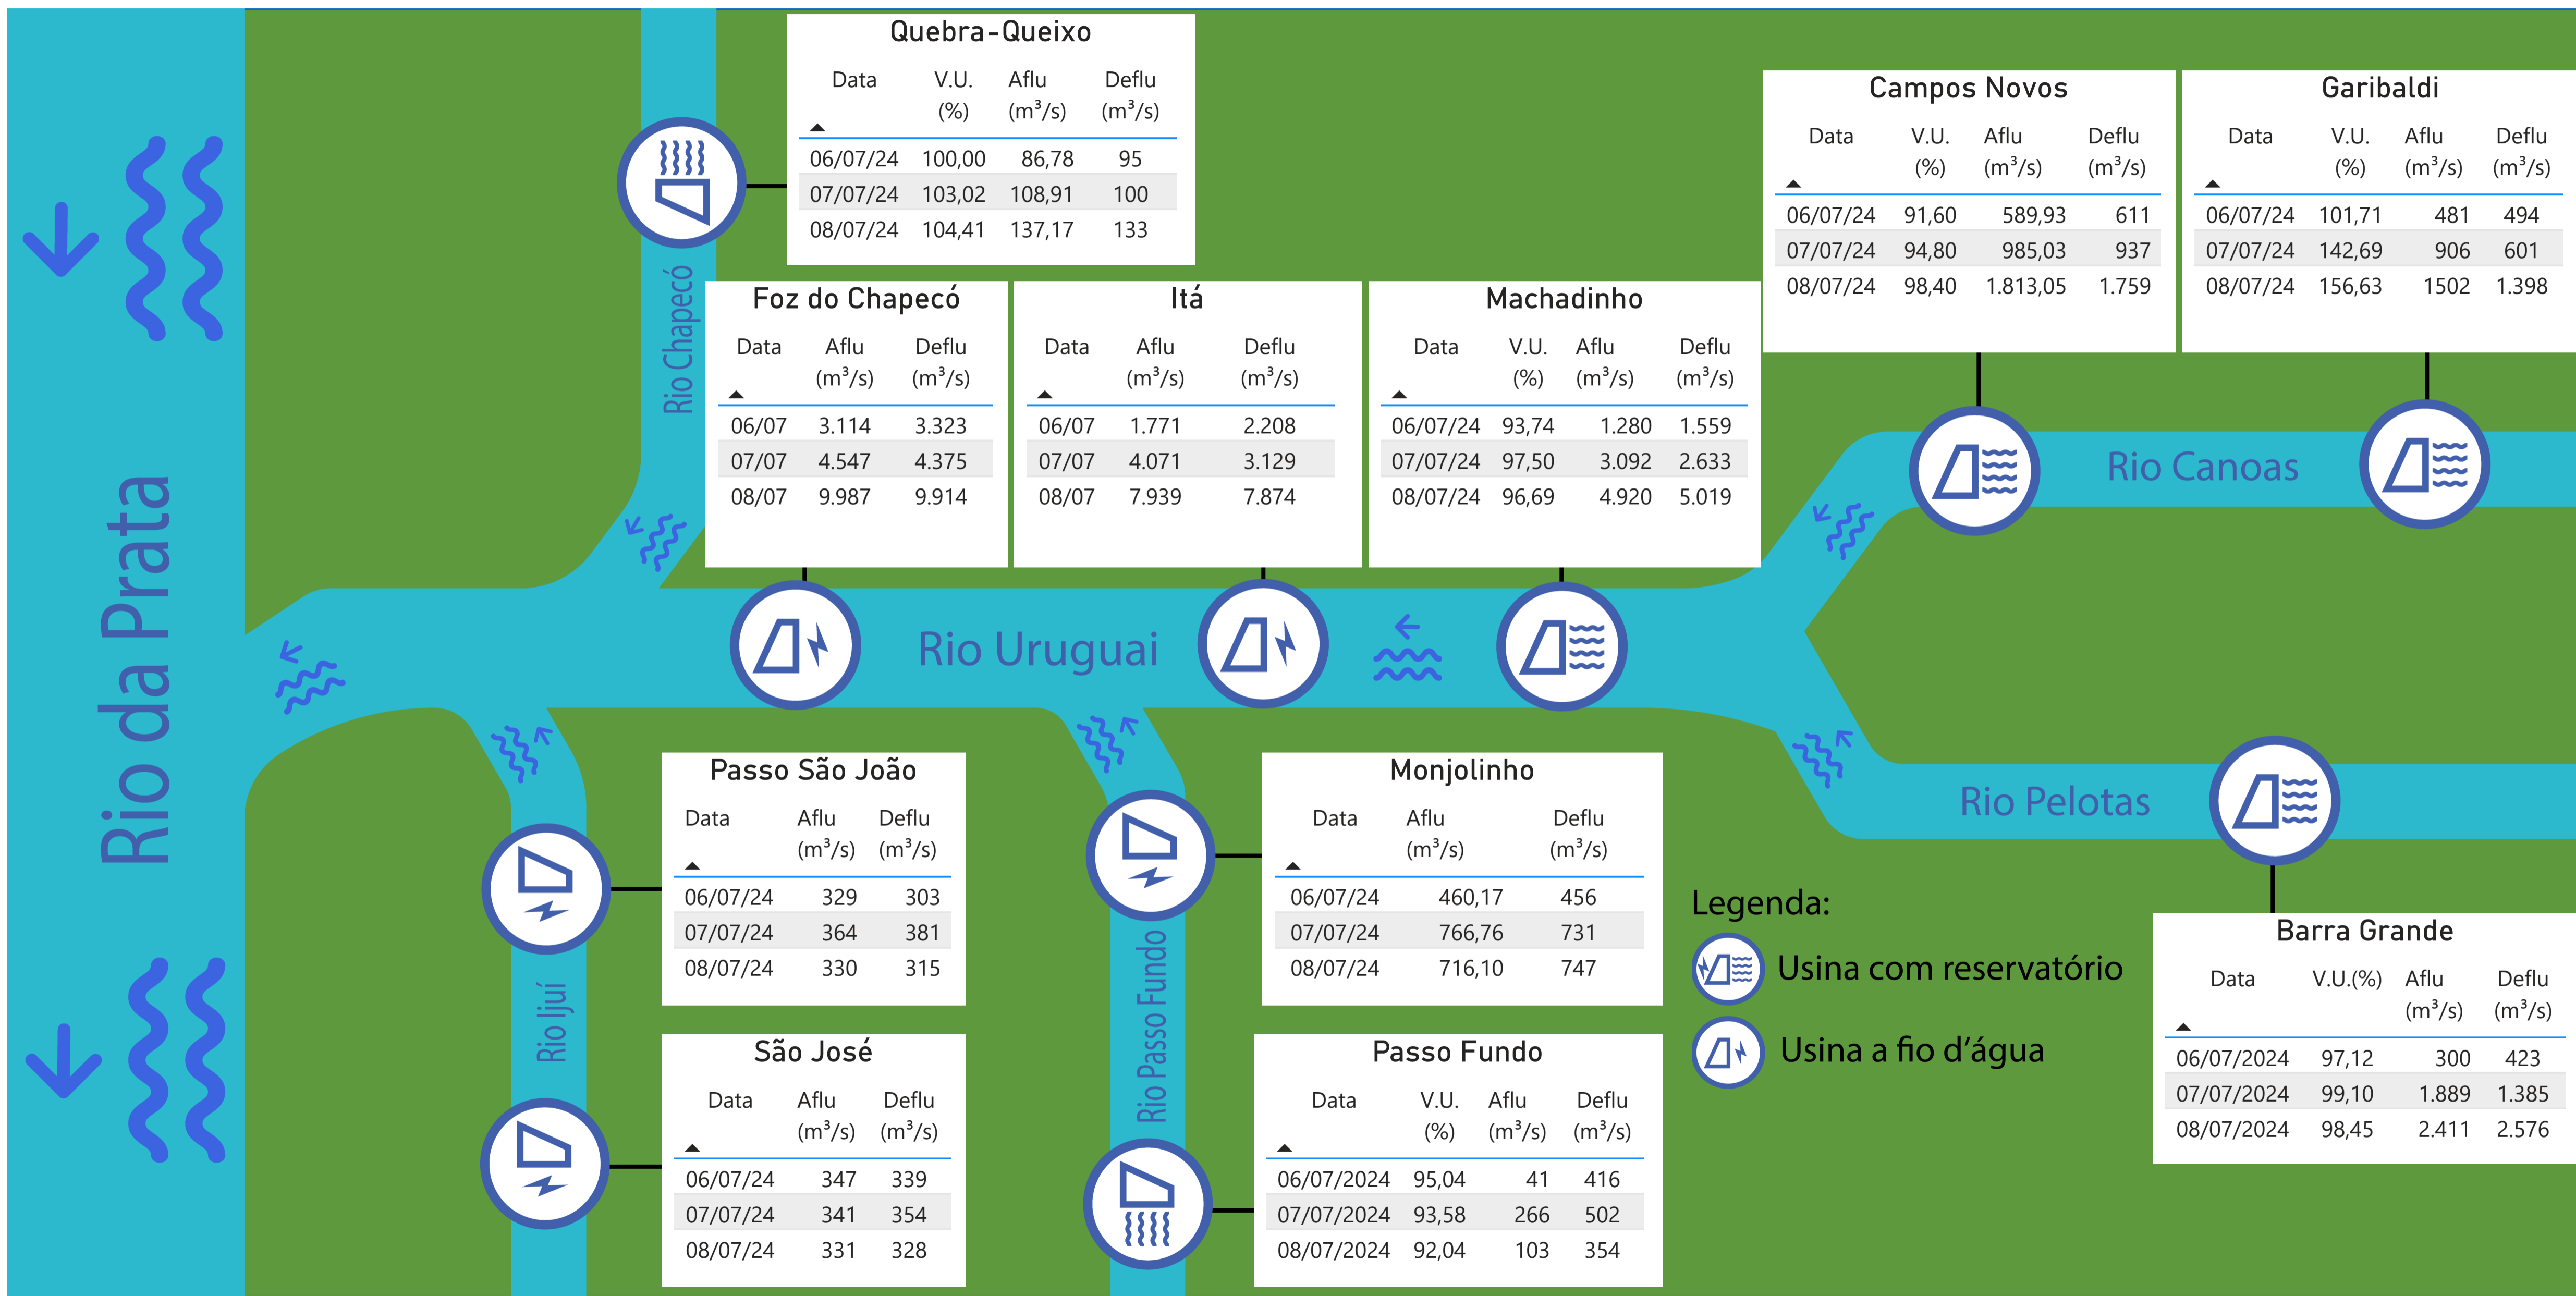 Rio da Prata
Quebra-Queixo
Data V.U. (%) Aflu (m³/s) Deflu (m³/s)
06/07/24 100,00 86,78 95
07/07/24 103,02 108,91 100
08/07/24 104,41 137,17 133
Rio Chapecó
Foz do Chapecó
Data Aflu (m³/s) Deflu (m³/s)
06/07 3.114 3.323
07/07 4.547 4.375
08/07 9.987 9.914
Itá
Data Aflu (m³/s) Deflu (m³/s)
06/07 1.771 2.208
07/07 4.071 3.129
08/07 7.939 7.874
Machadinho
Data V.U. (%) Aflu (m³/s) Deflu (m³/s)
06/07/24 93,74 1.280 1.559
07/07/24 97,50 3.092 2.633
08/07/24 96,69 4.920 5.019
Campos Novos
Data V.U. (%) Aflu (m³/s) Deflu (m³/s)
06/07/24 91,60 589,93 611
07/07/24 94,80 985,03 937
08/07/24 98,40 1.813,05 1.759
Garibaldi
Data V.U. (%) Aflu (m³/s) Deflu (m³/s)
06/07/24 101,71 481 494
07/07/24 142,69 906 601
08/07/24 156,63 1502 1.398
Rio Canoas
Rio Uruguai
Rio Pelotas
Passo São João
Data Aflu (m³/s) Deflu (m³/s)
06/07/24 329 303
07/07/24 364 381
08/07/24 330 315
Rio Ijuí
São José
Data Aflu (m³/s) Deflu (m³/s)
06/07/24 347 339
07/07/24 341 354
08/07/24 331 328
Monjolinho
Data Aflu (m³/s) Deflu (m³/s)
06/07/24 460,17 456
07/07/24 766,76 731
08/07/24 716,10 747
Rio Passo Fundo
Passo Fundo
Data V.U. (%) Aflu (m³/s) Deflu (m³/s)
06/07/2024 95,04 41 416
07/07/2024 93,58 266 502
08/07/2024 92,04 103 354
Legenda:
Usina com reservatório
Usina a fio d’água
Barra Grande
Data V.U.(%) Aflu (m³/s) Deflu (m³/s)
06/07/2024 97,12 300 423
07/07/2024 99,10 1.889 1.385
08/07/2024 98,45 2.411 2.576